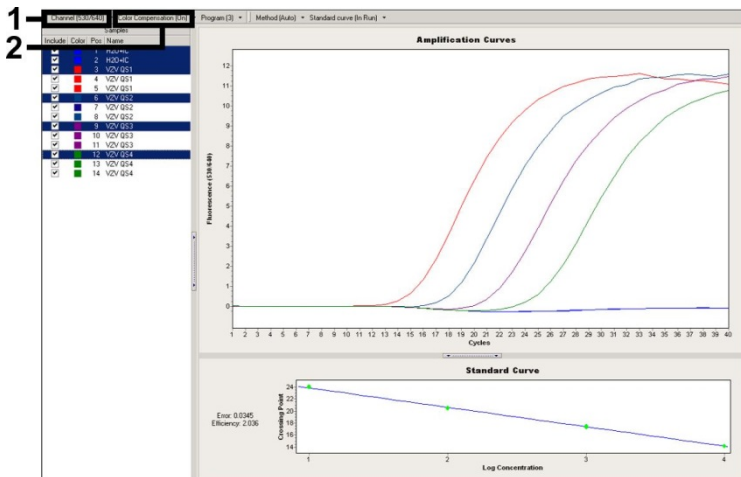 1 Channel (530/640) Color Compensation (On) Program (3) Method (Auto) Standard curve (In Run)
2
Samples
Include Color Pos Name
1 H2O+IC
2 H2O+IC
3 VZV QS1
4 VZV QS1
5 VZV QS1
6 VZV QS2
7 VZV QS2
8 VZV QS2
9 VZV QS3
10 VZV QS3
11 VZV QS3
12 VZV QS4
13 VZV QS4
14 VZV QS4
Amplification Curves
Fluorescence (530/640)
12
11
10
9
8
7
6
5
4
3
2
1
0
1 2 3 4 5 6 7 8 9 10 11 12 13 14 15 16 17 18 19 20 21 22 23 24 25 26 27 28 29 30 31 32 33 34 35 36 37 38 39 40
Cycles
Standard Curve
Error: 0.0345
Efficiency: 2.036
Crossing Point
24
22
20
18
16
14
1 2 3 4
Log Concentration